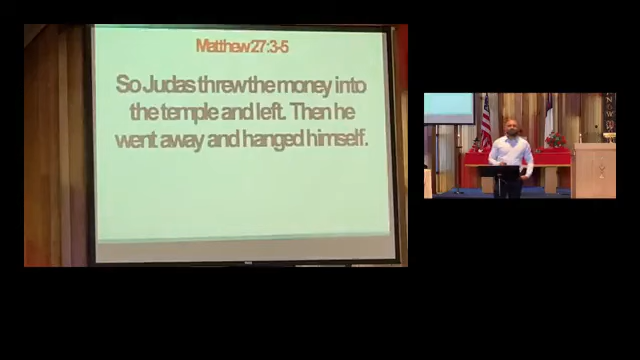 Matthew 27:3-5
So Judas threw the money into
the temple and left. Then he
went away and hanged himself.